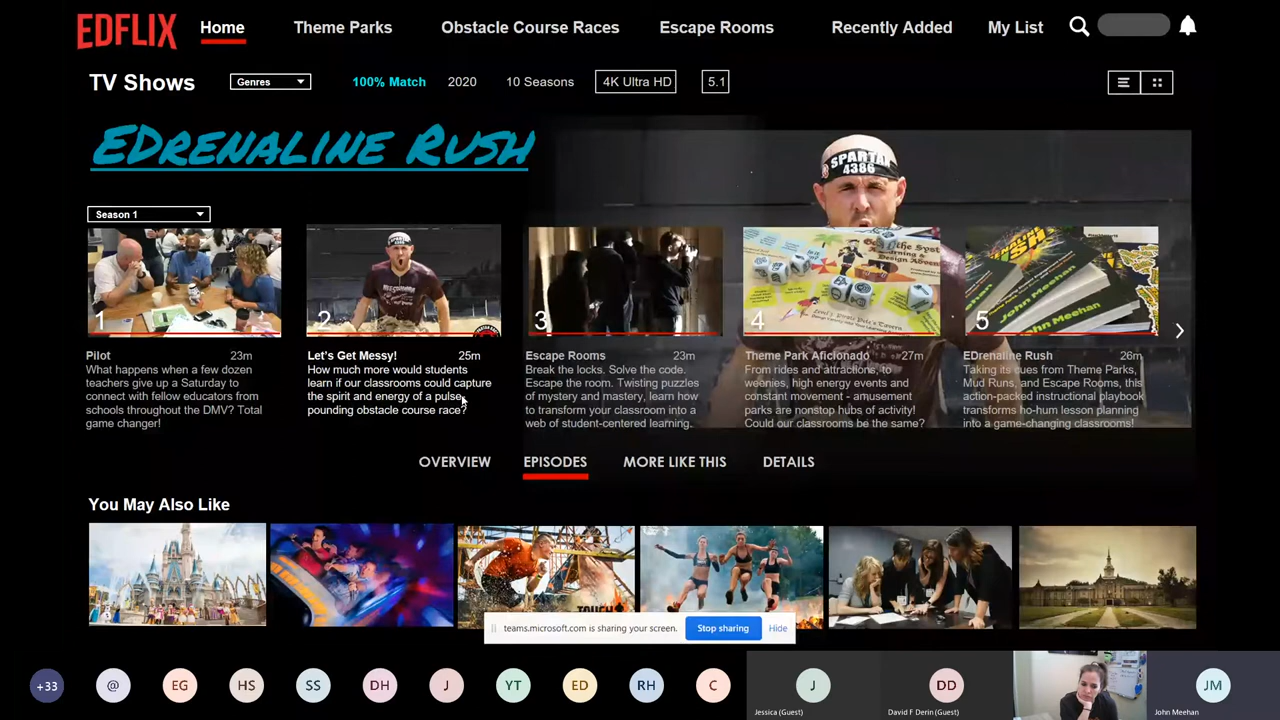 EDFLIX Home Theme Parks Obstacle Course Races Escape Rooms Recently Added My List
TV Shows Genres 100% Match 2020 10 Seasons 4K Ultra HD 5.1
EDrenaline Rush
SPARTAN
4386
Season 1
1
2
3
4
5
John Meehan
John Meehan
Pilot 23m
What happens when a few dozen
teachers give up a Saturday to
connect with fellow educators from
schools throughout the DMV? Total
game changer!
Let's Get Messy! 25m
How much more would students
learn if our classrooms could capture
the spirit and energy of a pulse-
pounding obstacle course race?
Escape Rooms 23m
Break the locks. Solve the code.
Escape the room. Twisting puzzles
of mystery and mastery, learn how
to transform your classroom into a
web of student-centered learning.
Theme Park Aficionado 27m
From rides and attractions, to
weenies, high energy events and
constant movement - amusement
parks are nonstop hubs of activity!
Could our classrooms be the same?
EDrenaline Rush 26m
Taking its cues from Theme Parks,
Mud Runs, and Escape Rooms, this
action-packed instructional playbook
transforms ho-hum lesson planning
into a game-changing classrooms!
OVERVIEW EPISODES MORE LIKE THIS DETAILS
You May Also Like
TOUGH
teams.microsoft.com is sharing your screen. Stop sharing Hide
+33 @ EG HS SS DH J YT ED RH C J DD JM
Jessica (Guest) David F Derin (Guest) John Meehan